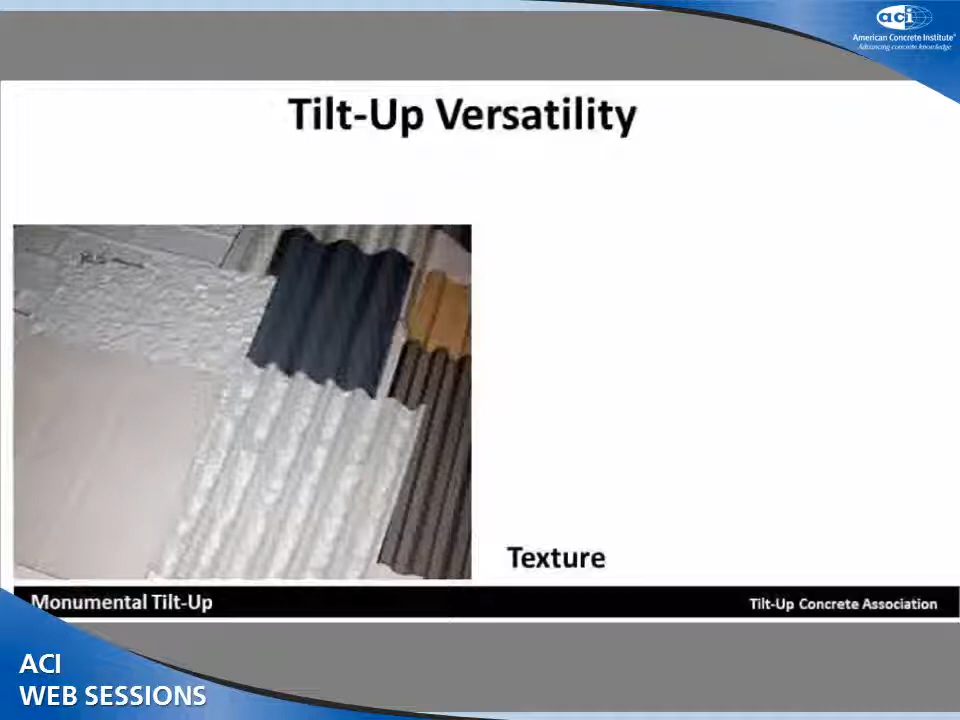 aci
American Concrete Institute®
Advancing concrete knowledge
Tilt-Up Versatility
Texture
Monumental Tilt-Up
Tilt-Up Concrete Association
ACI
WEB SESSIONS